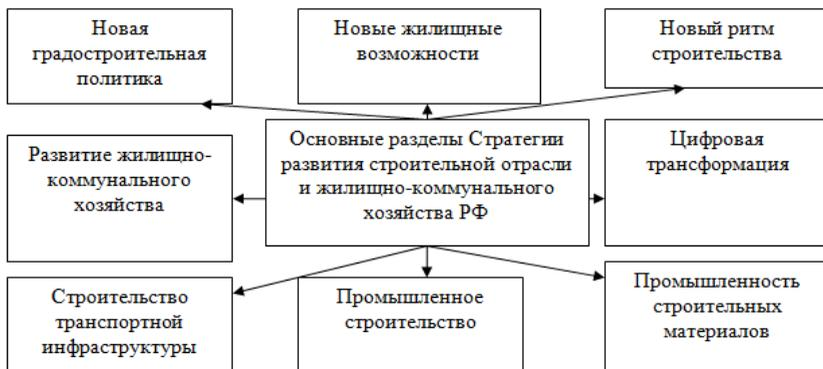 Новая
градостроительная
политика
Новые жилищные
возможности
Новый ритм
строительства
Развитие жилищно-
коммунального
хозяйства
Основные разделы Стратегии
развития строительной отрасли
и жилищно-коммунального
хозяйства РФ
Цифровая
трансформация
Строительство
транспортной
инфраструктуры
Промышленное
строительство
Промышленность
строительных
материалов